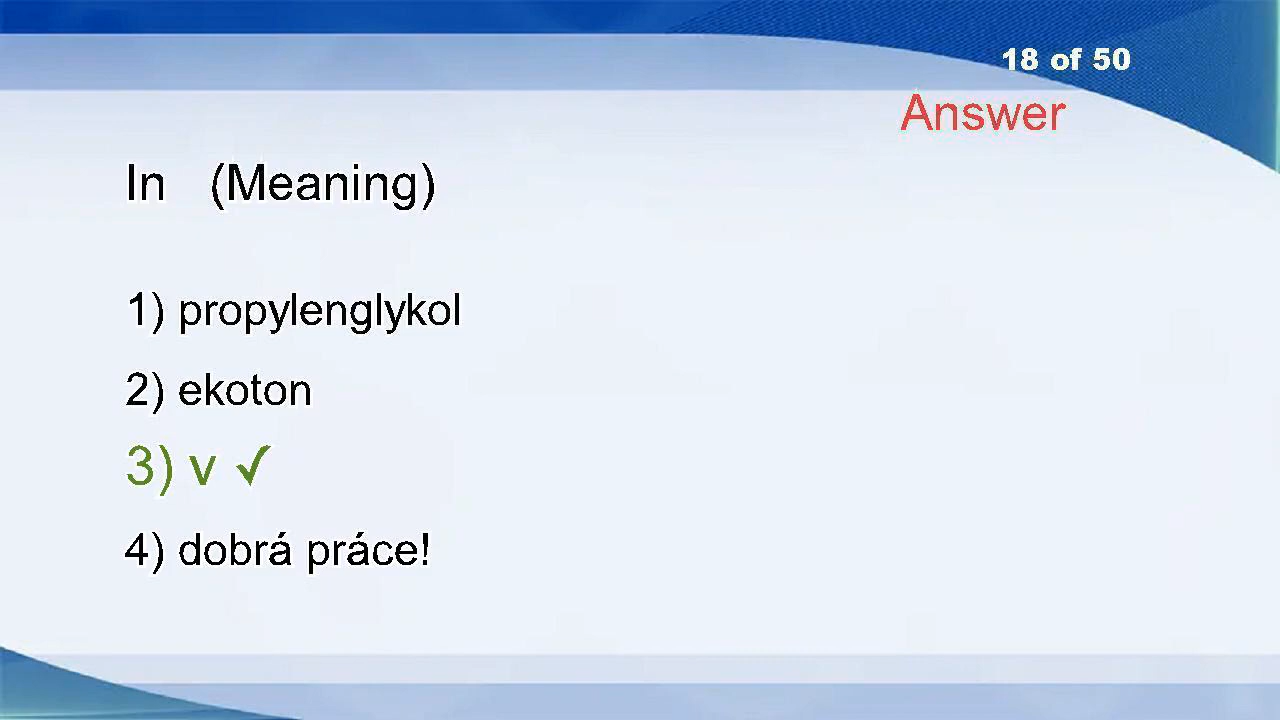 18 of 50
Answer
In (Meaning)
1) propylenglykol
2) ekoton
3) v ✓
4) dobrá práce!